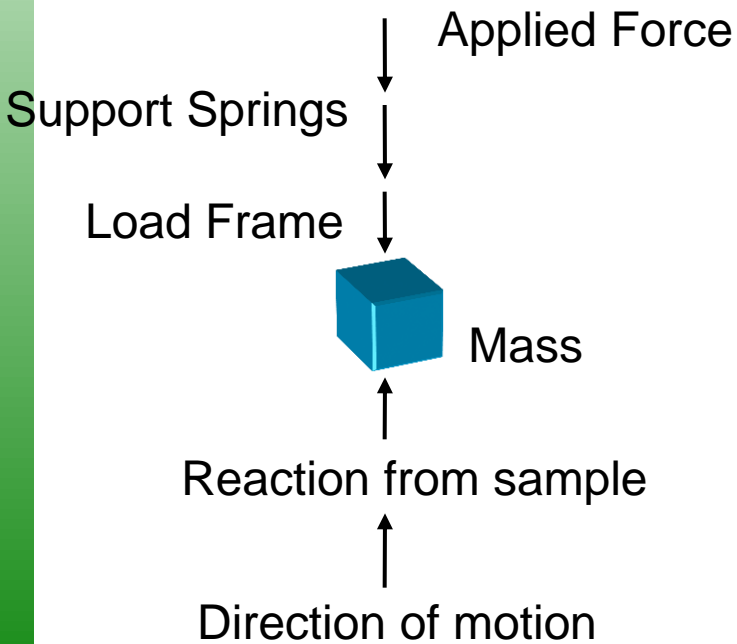 Applied Force
Support Springs
Load Frame
Mass
Reaction from sample
Direction of motion